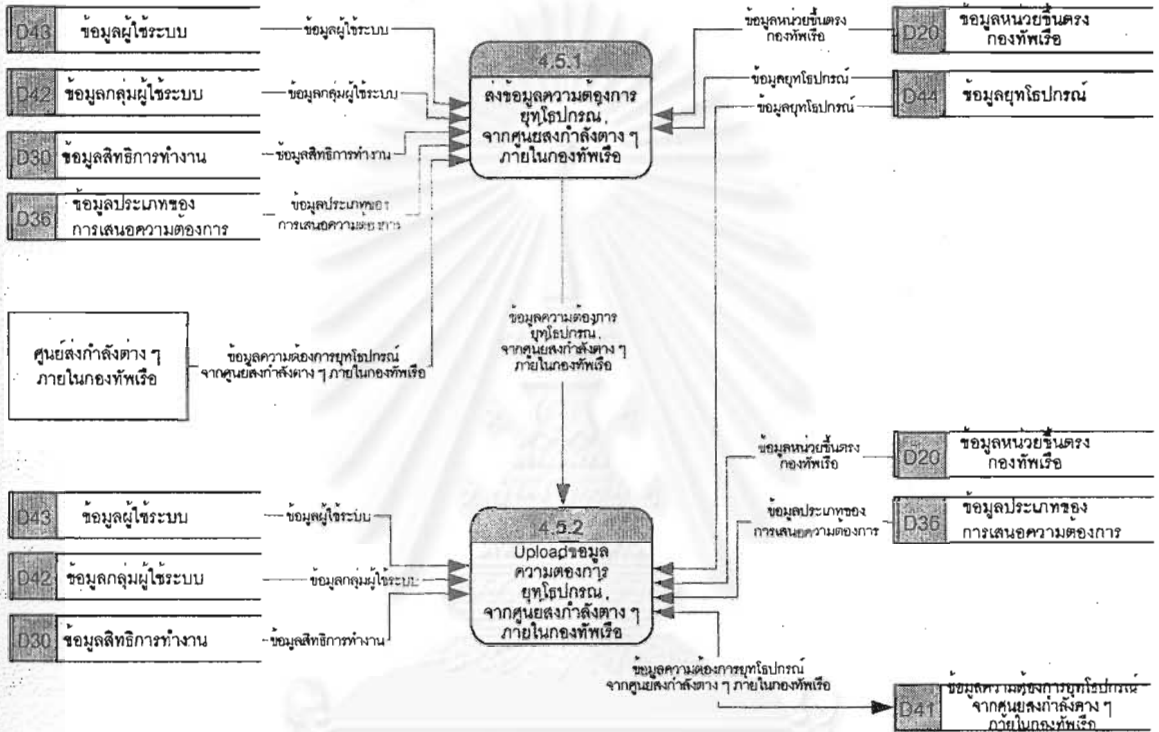 D43
ข้อมูลผู้ใช้ระบบ
ข้อมูลผู้ใช้ระบบ
D42
ข้อมูลกลุ่มผู้ใช้ระบบ
ข้อมูลกลุ่มผู้ใช้ระบบ
D30
ข้อมูลสิทธิการทำงาน
ข้อมูลสิทธิการทำงาน
D36
ข้อมูลประเภทของ
การเสนอความต้องการ
ข้อมูลประเภทของ
การเสนอความต้องการ
4.5.1
ส่งข้อมูลความต้องการ
ยุทโธปกรณ์
จากศูนย์ส่งกำลังต่าง ๆ
ภายในกองทัพเรือ
ข้อมูลหน่วยขึ้นตรง
กองทัพเรือ
D20
ข้อมูลหน่วยขึ้นตรง
กองทัพเรือ
ข้อมูลยุทโธปกรณ์
ข้อมูลยุทโธปกรณ์
D44
ข้อมูลยุทโธปกรณ์
ศูนย์ส่งกำลังต่าง ๆ
ภายในกองทัพเรือ
ข้อมูลความต้องการยุทโธปกรณ์
จากศูนย์ส่งกำลังต่าง ๆ ภายในกองทัพเรือ
ข้อมูลความต้องการ
ยุทโธปกรณ์
จากศูนย์ส่งกำลังต่าง ๆ
ภายในกองทัพเรือ
D43
ข้อมูลผู้ใช้ระบบ
ข้อมูลผู้ใช้ระบบ
D42
ข้อมูลกลุ่มผู้ใช้ระบบ
ข้อมูลกลุ่มผู้ใช้ระบบ
D30
ข้อมูลสิทธิการทำงาน
ข้อมูลสิทธิการทำงาน
4.5.2
Uploadข้อมูล
ความต้องการ
ยุทโธปกรณ์
จากศูนย์ส่งกำลังต่าง ๆ
ภายในกองทัพเรือ
ข้อมูลหน่วยขึ้นตรง
กองทัพเรือ
D20
ข้อมูลหน่วยขึ้นตรง
กองทัพเรือ
ข้อมูลประเภทของ
การเสนอความต้องการ
D36
ข้อมูลประเภทของ
การเสนอความต้องการ
ข้อมูลความต้องการยุทโธปกรณ์
จากศูนย์ส่งกำลังต่าง ๆ ภายในกองทัพเรือ
D41
ข้อมูลความต้องการยุทโธปกรณ์
จากศูนย์ส่งกำลังต่าง ๆ
ภายในกองทัพเรือ